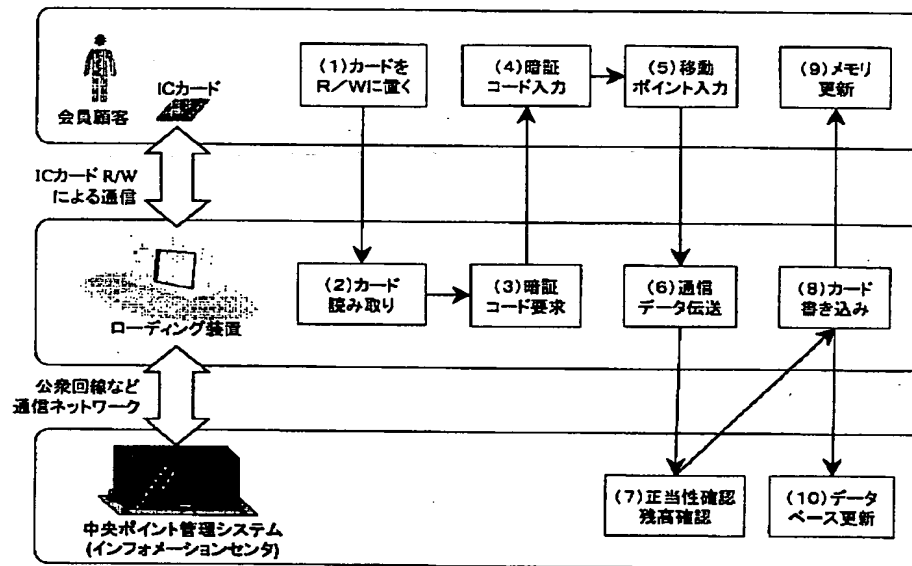 (1)カードを
R/Wに置く
(4)暗証
コード入力
(5)移動
ポイント入力
(9)メモリ
更新
ICカード
会員顧客
ICカード R/W
による通信
(2)カード
読み取り
(3)暗証
コード要求
(6)通信
データ伝送
(8)カード
書き込み
ローディング装置
公衆回線など
通信ネットワーク
(7)正当性確認
残高確認
(10)データ
ベース更新
中央ポイント管理システム
(インフォメーションセンタ)